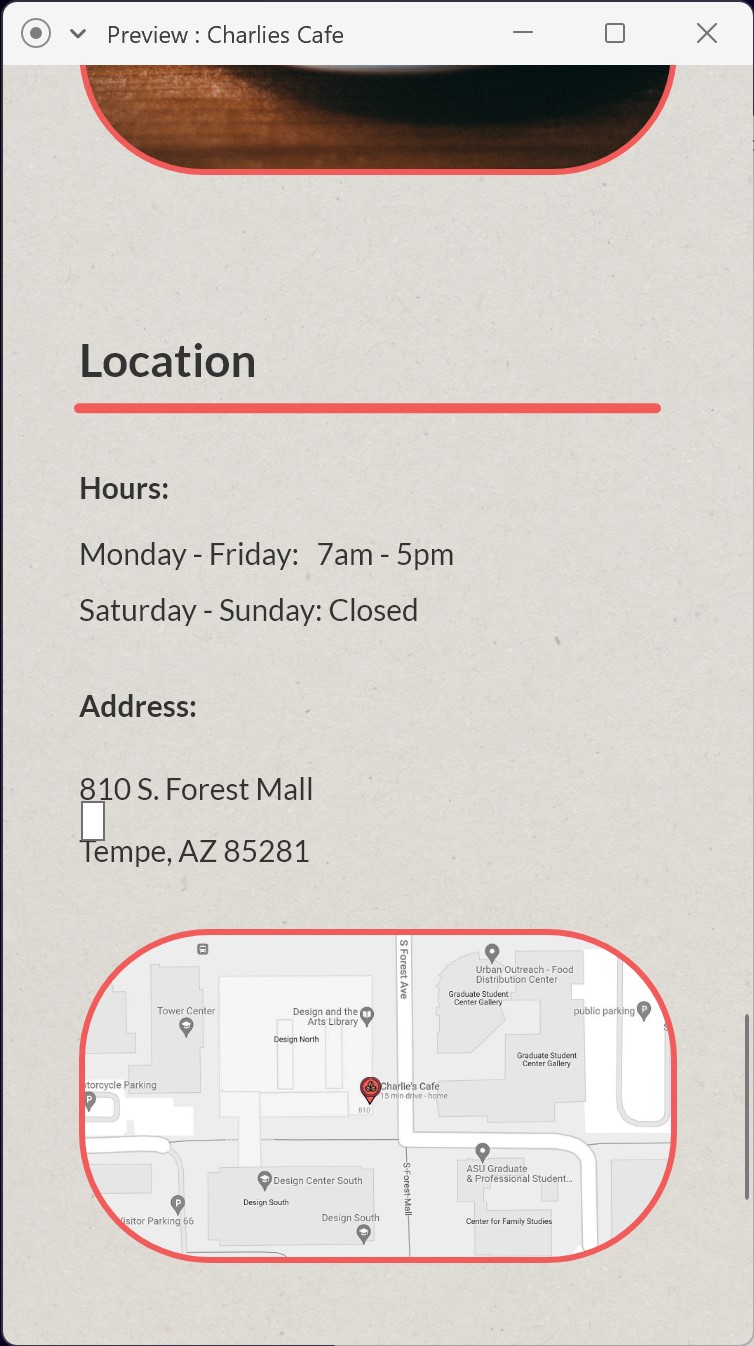 Preview : Charlies Cafe
Location
Hours:
Monday - Friday: 7am - 5pm
Saturday - Sunday: Closed
Address:
810 S. Forest Mall
Tempe, AZ 85281
S Forest Ave
Urban Outreach - Food
Distribution Center
Graduate Student
Center Gallery
Tower Center
Design and the
Arts Library
public parking
P
Design North
Graduate Student
Center Gallery
torcycle Parking
P
Charlie's Cafe
15 min drive - home
810
ASU Graduate
& Professional Student...
S Forest Mall
Design Center South
Design South
P
Visitor Parking 66
Design South
Center for Family Studies